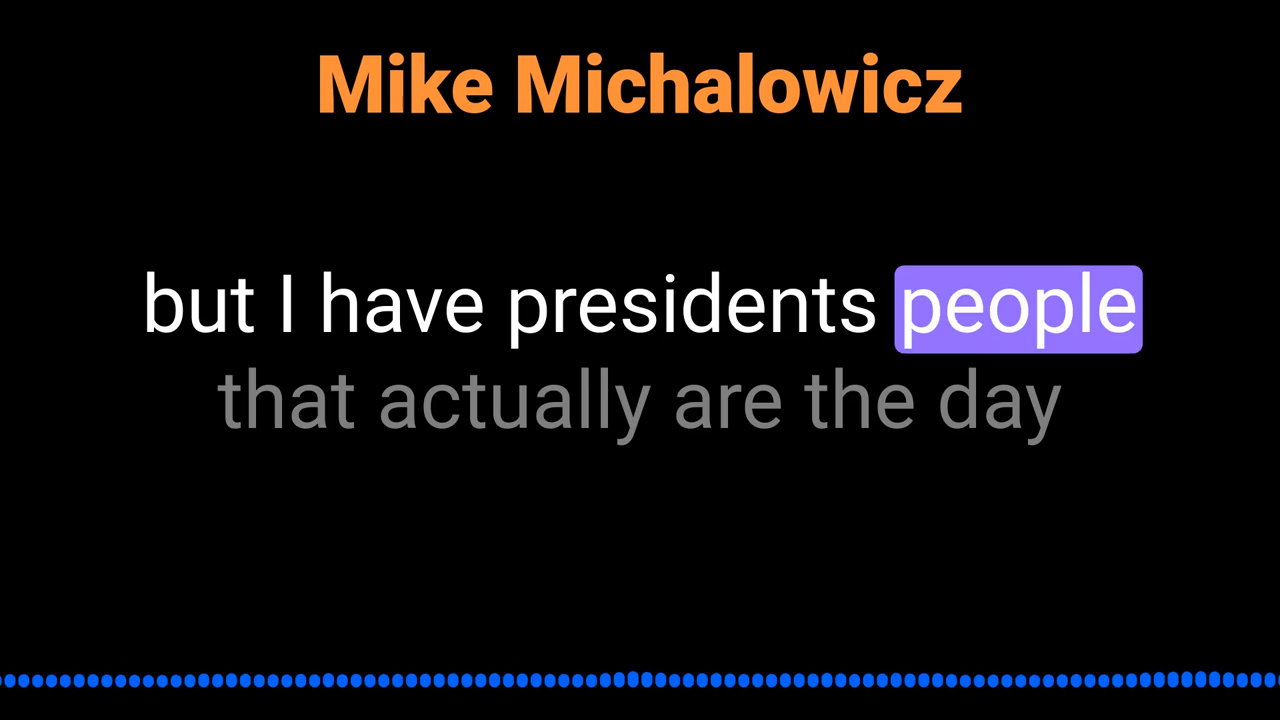 Mike Michalowicz
but I have presidents people
that actually are the day